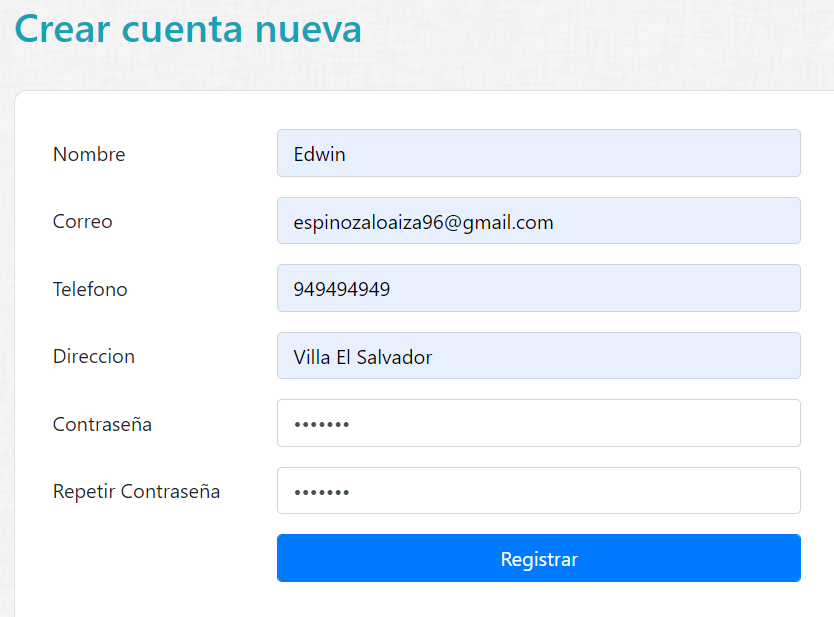 Crear cuenta nueva
Nombre Edwin
Correo espinozaloaiza96@gmail.com
Telefono 949494949
Direccion Villa El Salvador
Contraseña •••••••
Repetir Contraseña •••••••
Registrar